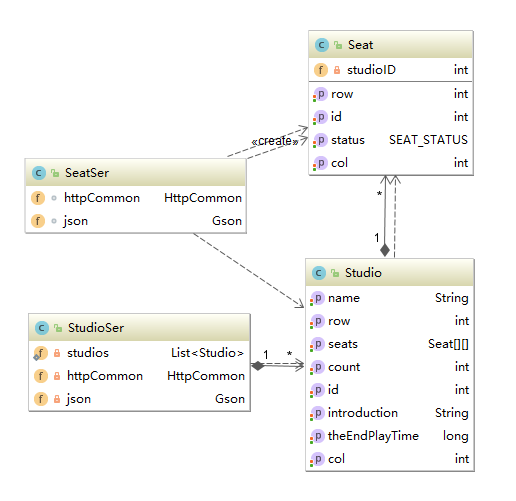 Seat
studioID int
row int
id int
status SEAT_STATUS
col int
«create»
SeatSer
httpCommon HttpCommon
json Gson
*
1
Studio
name String
row int
seats Seat[][]
count int
id int
introduction String
theEndPlayTime long
col int
StudioSer
studios List<Studio>
httpCommon HttpCommon
json Gson
1 *